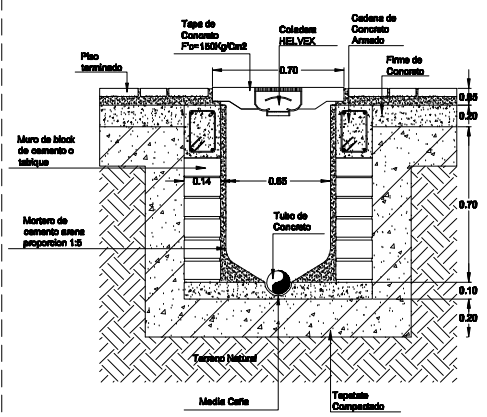 Tapa de
Concreto
F'c=150Kg/Cm2
Coladera
HELVEX
Cadena de
Concreto
Armado
Piso
terminado
Firme de
Concreto
0.70
0.05
0.20
Muro de block
de cemento o
tabique
0.14
0.65
0.70
Mortero de
cemento arena
proporcion 1:5
Tubo de
Concreto
0.10
0.20
Terreno Natural
Media Caña
Tepetate
Compactado